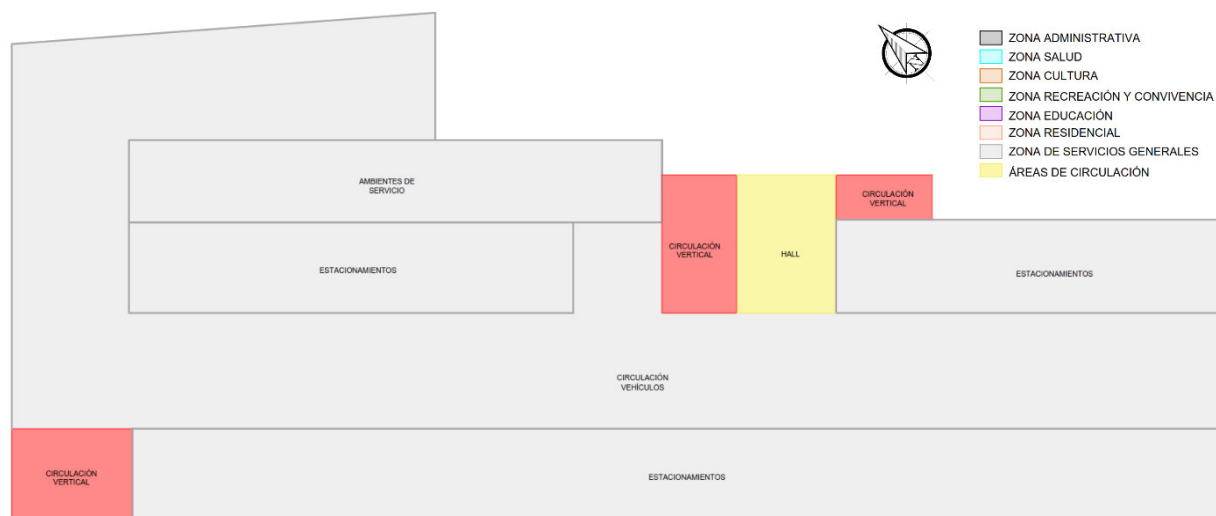 ZONA ADMINISTRATIVA
ZONA SALUD
ZONA CULTURA
ZONA RECREACIÓN Y CONVIVENCIA
ZONA EDUCACIÓN
ZONA RESIDENCIAL
ZONA DE SERVICIOS GENERALES
ÁREAS DE CIRCULACIÓN
AMBIENTES DE
SERVICIO
CIRCULACIÓN
VERTICAL
CIRCULACIÓN
VERTICAL
HALL
ESTACIONAMIENTOS
ESTACIONAMIENTOS
CIRCULACIÓN
VEHÍCULOS
CIRCULACIÓN
VERTICAL
ESTACIONAMIENTOS